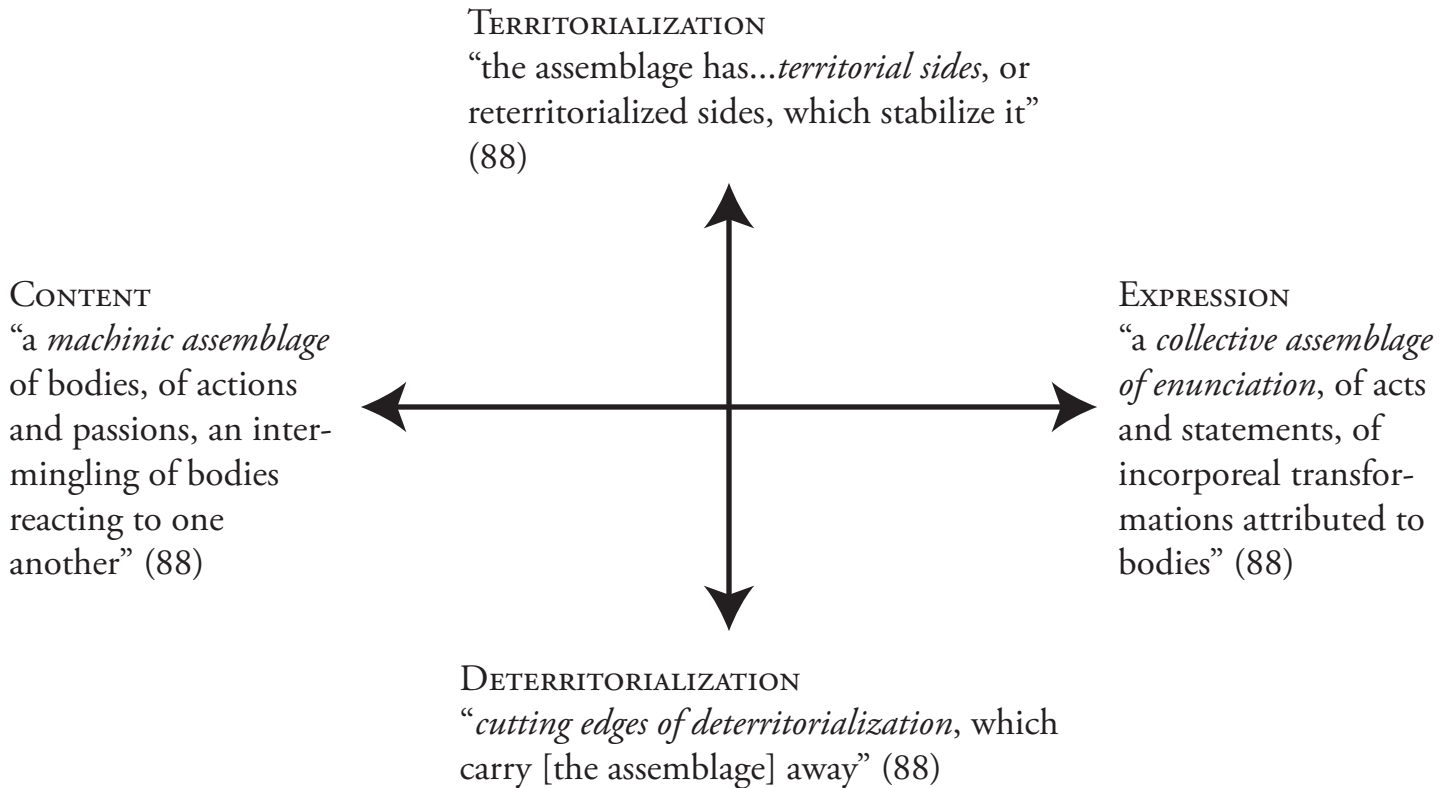 TERRITORIALIZATION
“the assemblage has...territorial sides, or
reterritorialized sides, which stabilize it”
(88)
CONTENT
“a machinic assemblage
of bodies, of actions
and passions, an inter-
mingling of bodies
reacting to one
another” (88)
EXPRESSION
“a collective assemblage
of enunciation, of acts
and statements, of
incorporeal transfor-
mations attributed to
bodies” (88)
DETERRITORIALIZATION
“cutting edges of deterritorialization, which
carry [the assemblage] away” (88)